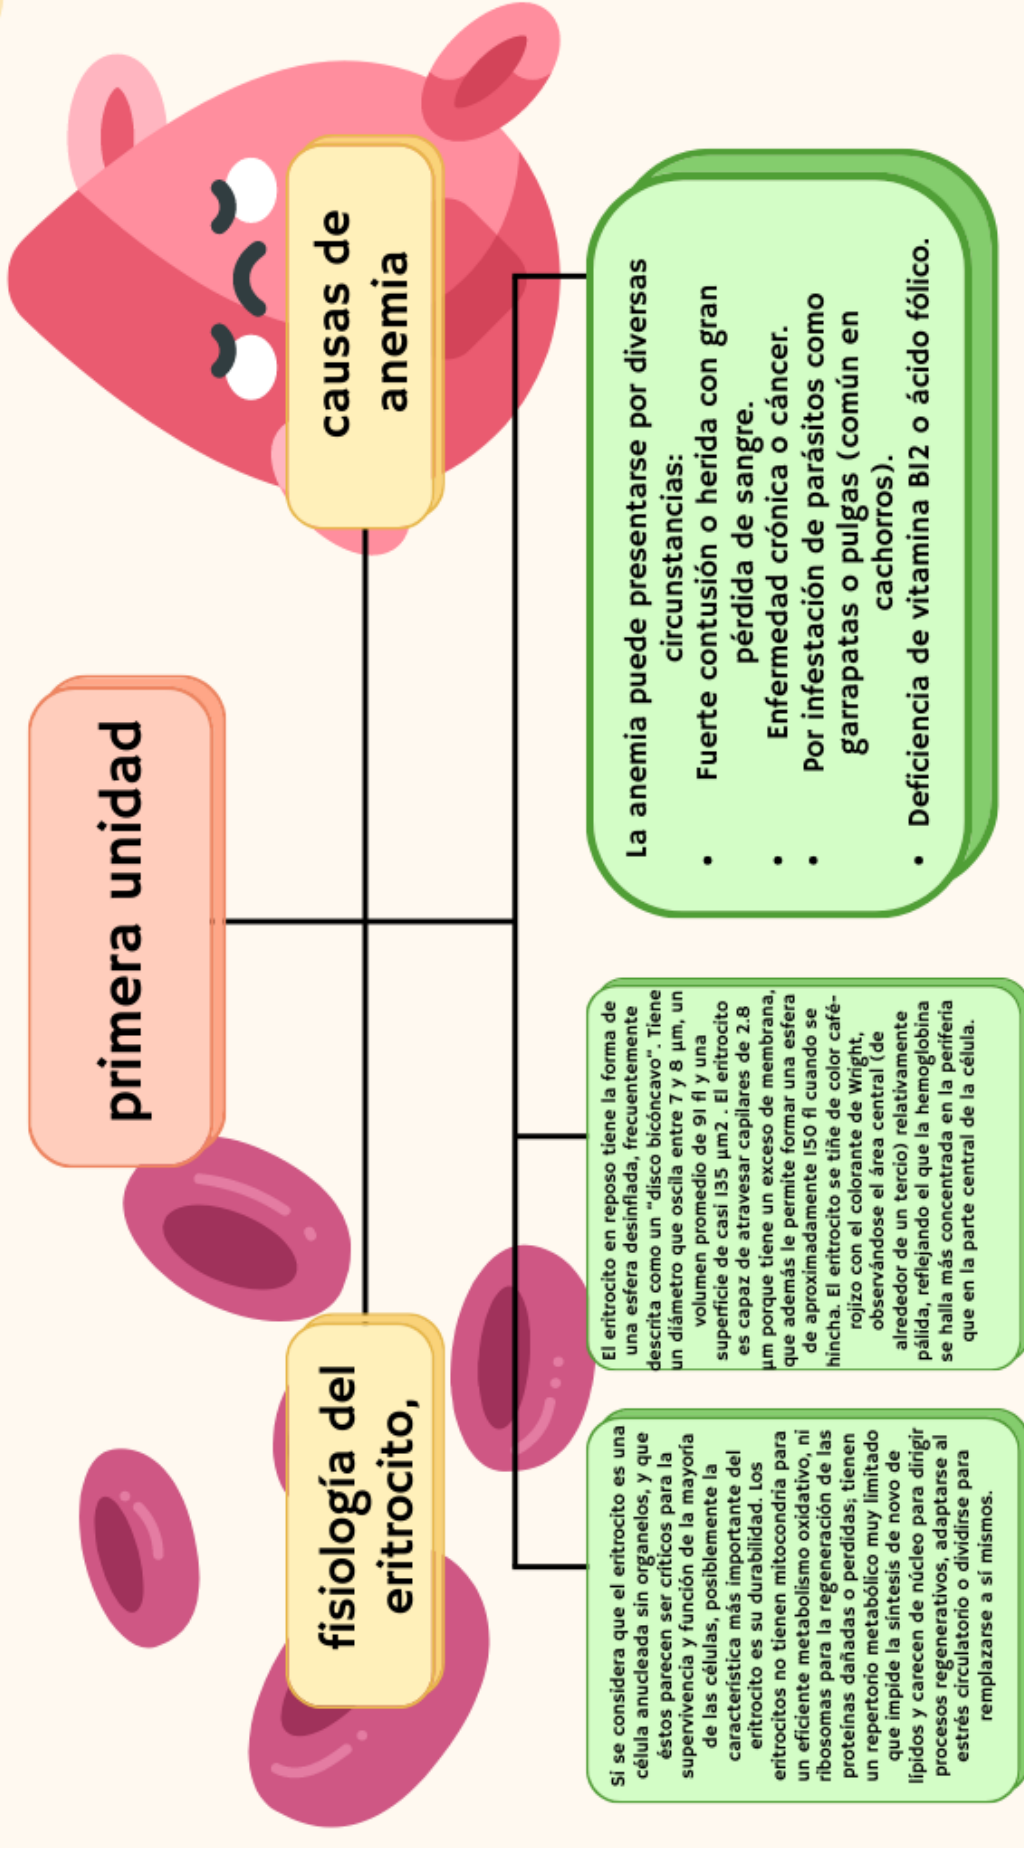 primera unidad
fisiología del
eritrocito,
causas de
anemia
Si se considera que el eritrocito es una
célula anucleada sin organelos, y que
éstos parecen ser críticos para la
supervivencia y función de la mayoría
de las células, posiblemente la
característica más importante del
eritrocito es su durabilidad. Los
eritrocitos no tienen mitocondria para
un eficiente metabolismo oxidativo, ni
ribosomas para la regeneración de las
proteínas dañadas o perdidas; tienen
un repertorio metabólico muy limitado
que impide la síntesis de novo de
lípidos y carecen de núcleo para dirigir
procesos regenerativos, adaptarse al
estrés circulatorio o dividirse para
remplazarse a sí mismos.
El eritrocito en reposo tiene la forma de
una esfera desinflada, frecuentemente
descrita como un "disco bicóncavo". Tiene
un diámetro que oscila entre 7 y 8 µm, un
volumen promedio de 91 fl y una
superficie de casi 135 µm2 . El eritrocito
es capaz de atravesar capilares de 2.8
µm porque tiene un exceso de membrana,
que además le permite formar una esfera
de aproximadamente 150 fl cuando se
hincha. El eritrocito se tiñe de color café-
rojizo con el colorante de Wright,
observándose el área central (de
alrededor de un tercio) relativamente
pálida, reflejando el que la hemoglobina
se halla más concentrada en la periferia
que en la parte central de la célula.
La anemia puede presentarse por diversas
circunstancias:
• Fuerte contusión o herida con gran
pérdida de sangre.
• Enfermedad crónica o cáncer.
• Por infestación de parásitos como
garrapatas o pulgas (común en
cachorros).
• Deficiencia de vitamina B12 o ácido fólico.